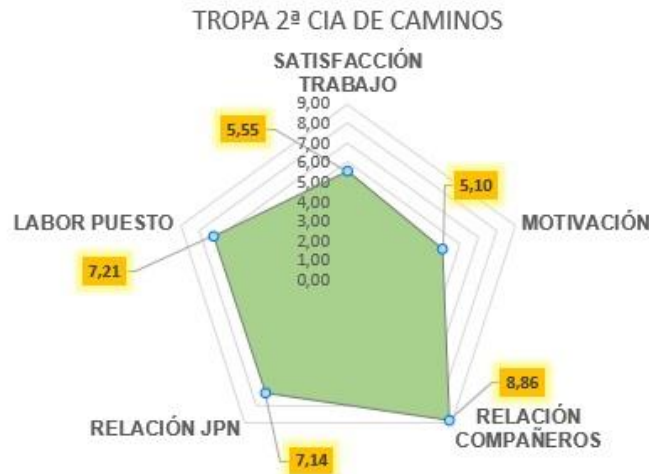 TROPA 2ª CIA DE CAMINOS
SATISFACCIÓN
TRABAJO
9,00
8,00
7,00
6,00
5,00
4,00
3,00
2,00
1,00
0,00
5,55
5,10
LABOR PUESTO
MOTIVACIÓN
7,21
8,86
RELACIÓN JPN
RELACIÓN
COMPAÑEROS
7,14